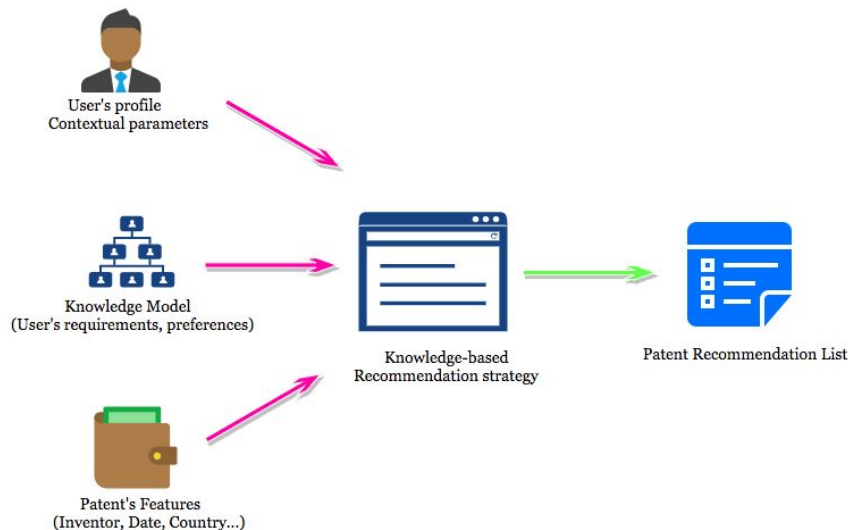 User's profile
Contextual parameters
Knowledge Model
(User's requirements, preferences)
Knowledge-based
Recommendation strategy
Patent Recommendation List
Patent's Features
(Inventor, Date, Country...)